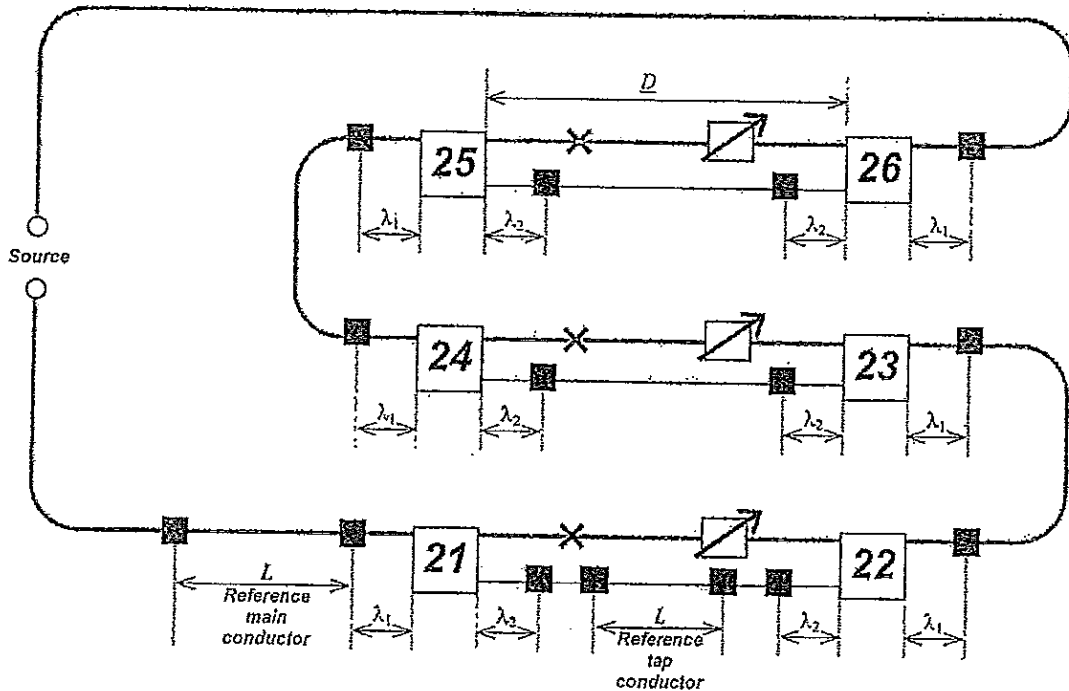 D
25
26
λ1
λ2
λ2
λ1
Source
24
23
λ1
λ2
λ2
λ1
21
22
L
Reference
main
conductor
λ1
λ2
L
Reference
tap
conductor
λ2
λ1